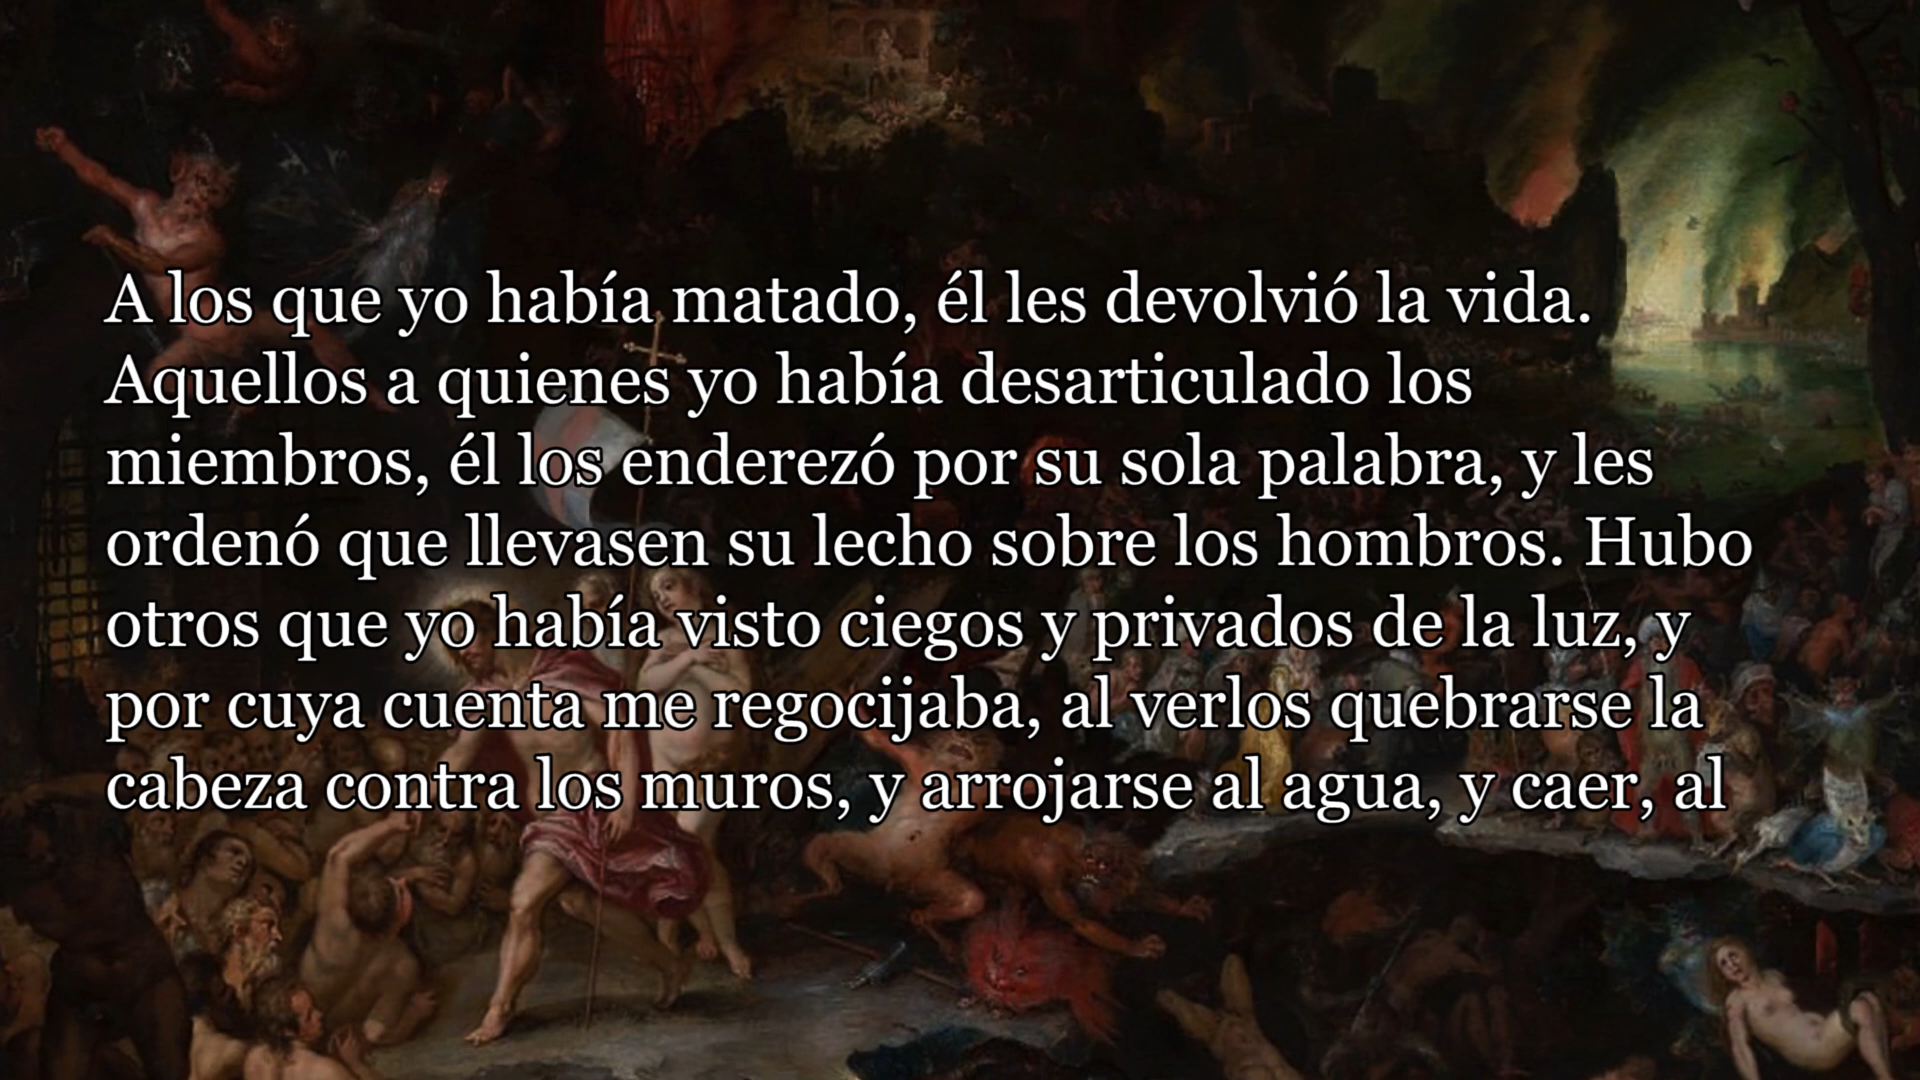 A los que yo había matado, él les devolvió la vida.
Aquellos a quienes yo había desarticulado los
miembros, él los enderezó por su sola palabra, y les
ordenó que llevasen su lecho sobre los hombros. Hubo
otros que yo había visto ciegos y privados de la luz, y
por cuya cuenta me regocijaba, al verlos quebrarse la
cabeza contra los muros, y arrojarse al agua, y caer, al